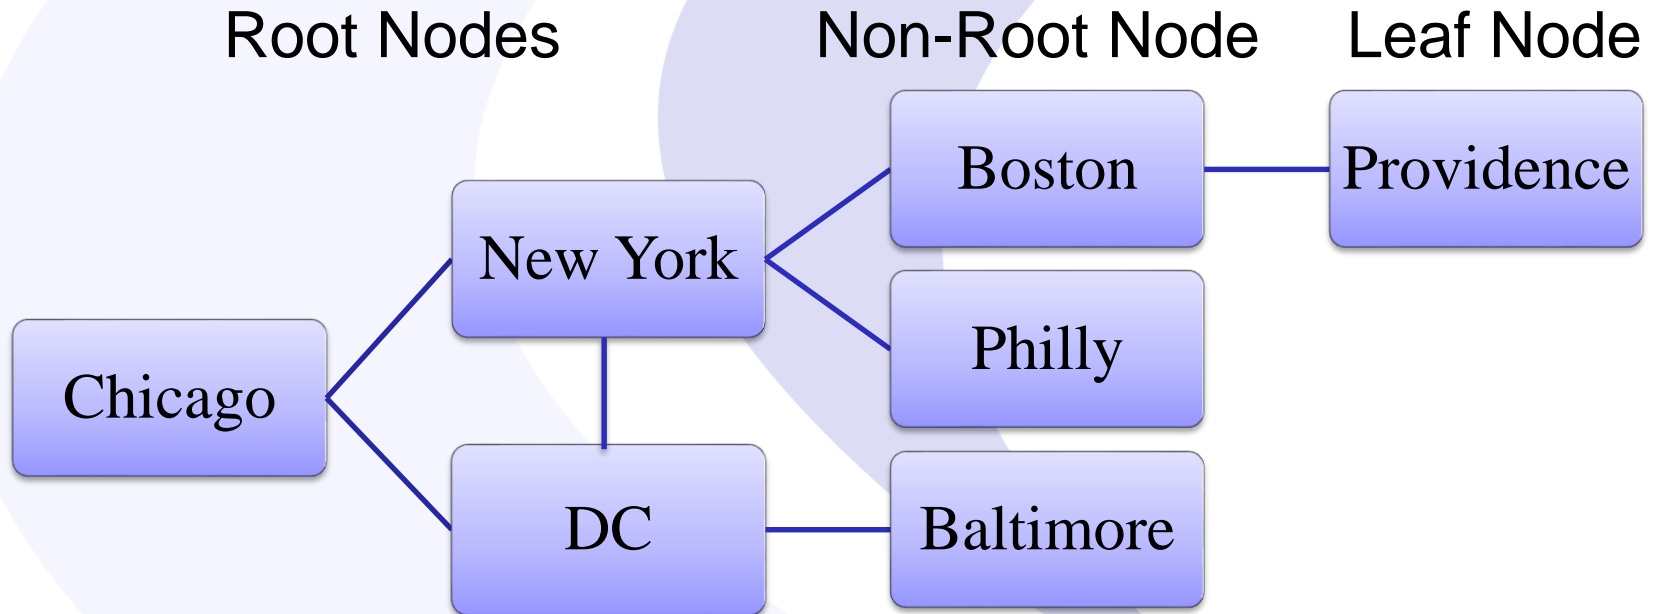 Root Nodes
Non-Root Node
Leaf Node
Boston
Providence
New York
Philly
Chicago
DC
Baltimore